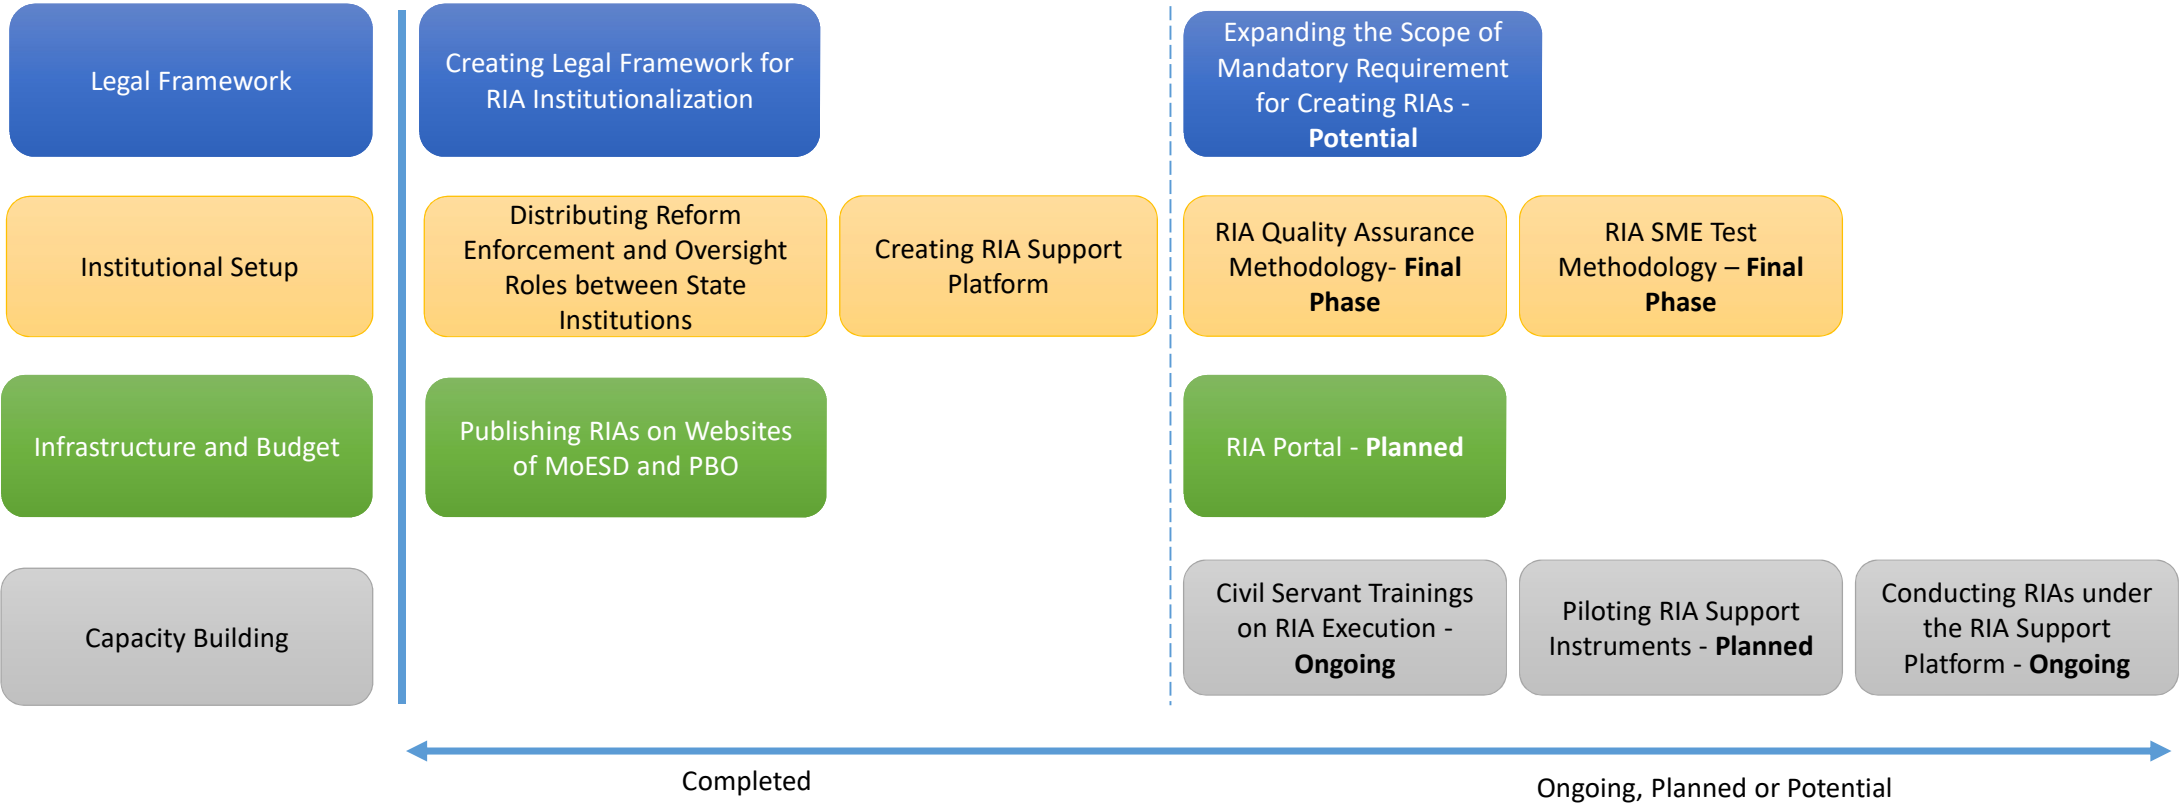 Legal Framework
Creating Legal Framework for
RIA Institutionalization
Expanding the Scope of
Mandatory Requirement
for Creating RIAs -
Potential
Institutional Setup
Distributing Reform
Enforcement and Oversight
Roles between State
Institutions
Creating RIA Support
Platform
RIA Quality Assurance
Methodology- Final
Phase
RIA SME Test
Methodology – Final
Phase
Infrastructure and Budget
Publishing RIAs on Websites
of MoESD and PBO
RIA Portal - Planned
Capacity Building
Civil Servant Trainings
on RIA Execution -
Ongoing
Piloting RIA Support
Instruments - Planned
Conducting RIAs under
the RIA Support
Platform - Ongoing
Completed
Ongoing, Planned or Potential